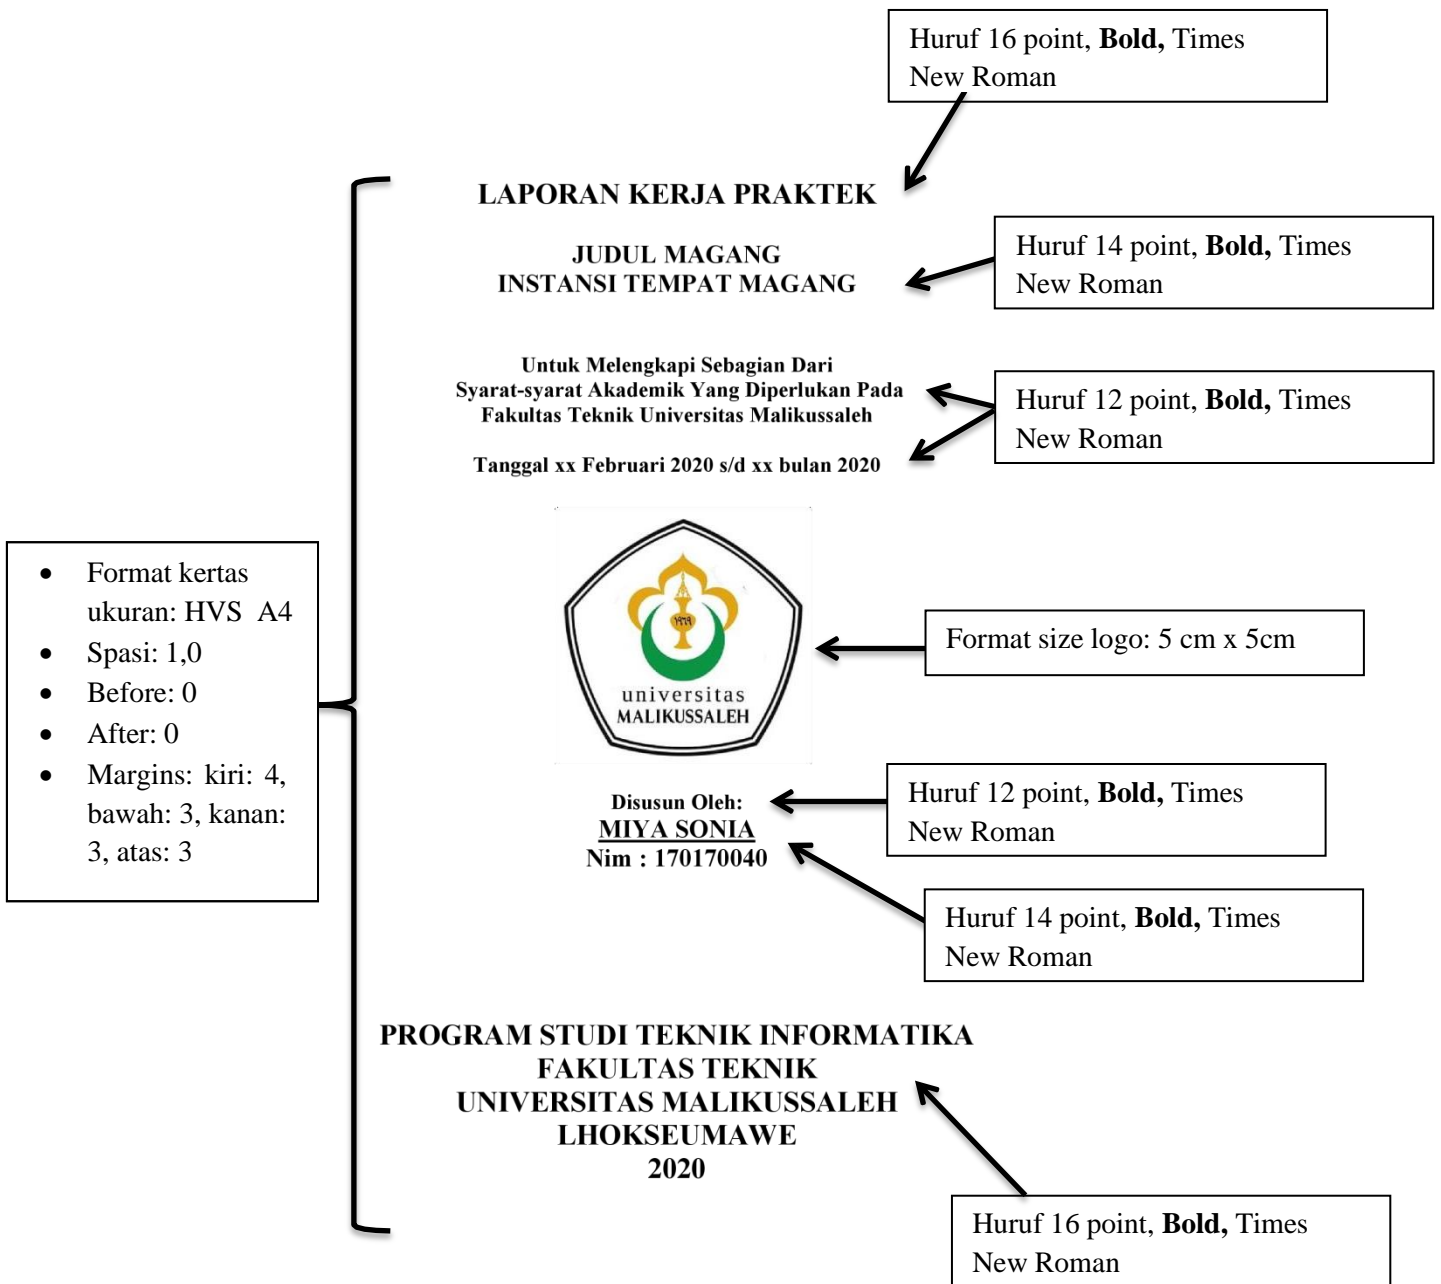 Huruf 16 point, Bold, Times
New Roman
LAPORAN KERJA PRAKTEK
JUDUL MAGANG
INSTANSI TEMPAT MAGANG
Huruf 14 point, Bold, Times
New Roman
Untuk Melengkapi Sebagian Dari
Syarat-syarat Akademik Yang Diperlukan Pada
Fakultas Teknik Universitas Malikussaleh
Huruf 12 point, Bold, Times
New Roman
Tanggal xx Februari 2020 s/d xx bulan 2020
• Format kertas
ukuran: HVS A4
• Spasi: 1,0
• Before: 0
• After: 0
• Margins: kiri: 4,
bawah: 3, kanan:
3, atas: 3
١٩٦٩
universitas
MALIKUSSALEH
Format size logo: 5 cm x 5cm
Disusun Oleh:
MIYA SONIA
Nim : 170170040
Huruf 12 point, Bold, Times
New Roman
Huruf 14 point, Bold, Times
New Roman
PROGRAM STUDI TEKNIK INFORMATIKA
FAKULTAS TEKNIK
UNIVERSITAS MALIKUSSALEH
LHOKSEUMAWE
2020
Huruf 16 point, Bold, Times
New Roman